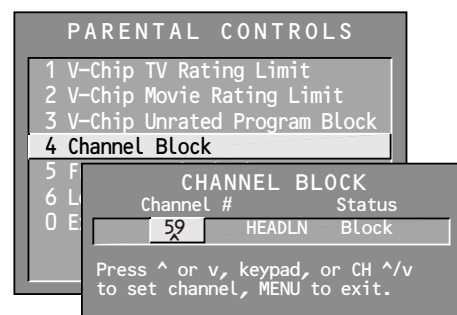 PARENTAL CONTROLS
1 V-Chip TV Rating Limit
2 V-Chip Movie Rating Limit
3 V-Chip Unrated Program Block
4 Channel Block
5 F
6 L
0 E
CHANNEL BLOCK
Channel # Status
59 HEADLN Block
Press ^ or v, keypad, or CH ^/v
to set channel, MENU to exit.